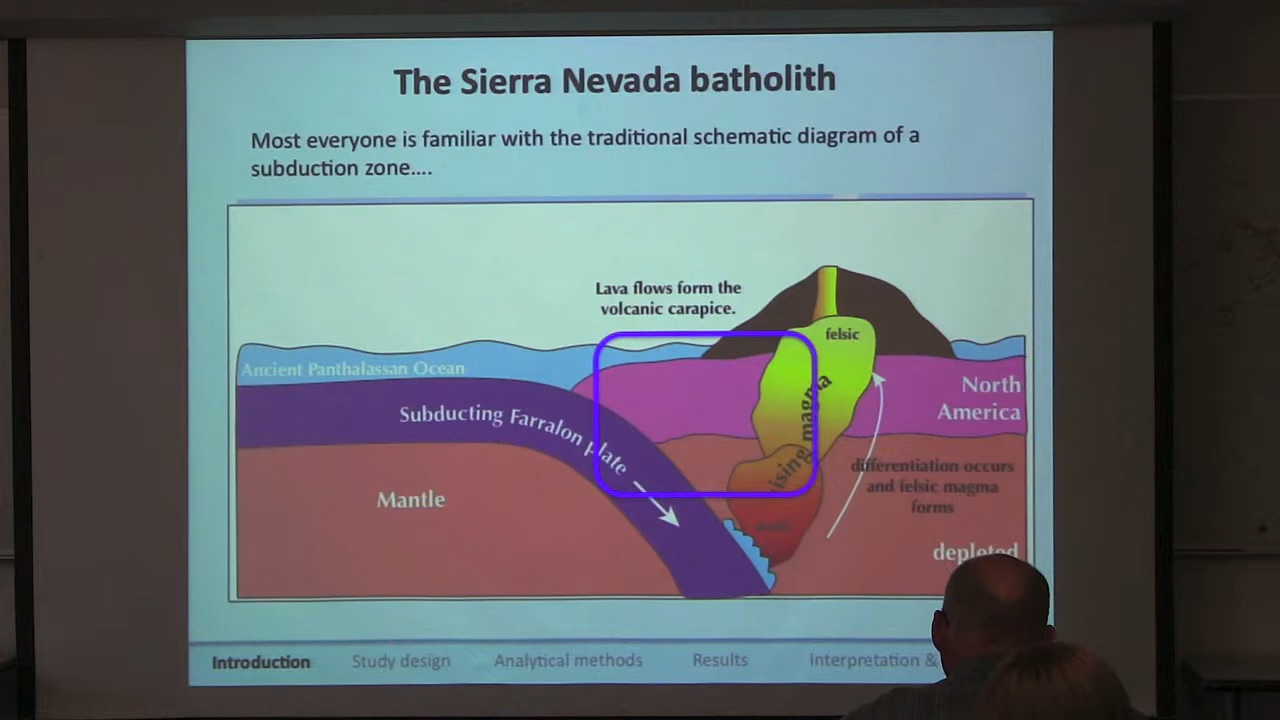 The Sierra Nevada batholith
Most everyone is familiar with the traditional schematic diagram of a
subduction zone....
Lava flows form the
volcanic carapice.
felsic
Ancient Panthalassan Ocean
North
America
Subducting Farralon plate
rising magma
differentiation occurs
and felsic magma
forms
Mantle
depleted
Introduction
Study design
Analytical methods
Results
Interpretation &